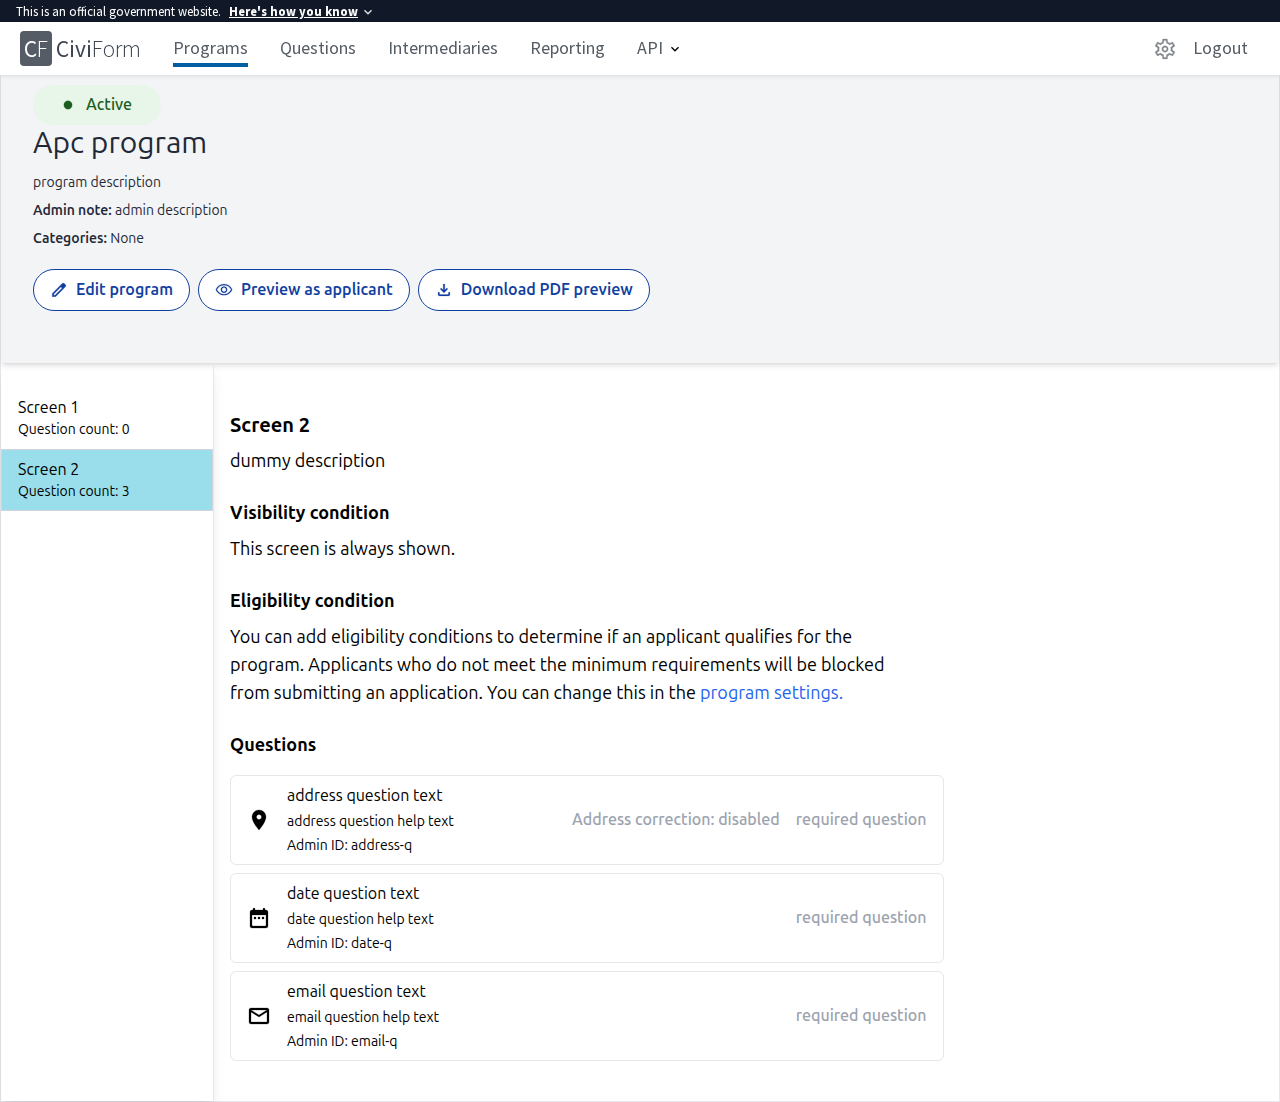 This is an official government website. Here's how you know
CF CiviForm Programs Questions Intermediaries Reporting API Logout
Active
Apc program
program description
Admin note: admin description
Categories: None
Edit program Preview as applicant Download PDF preview
Screen 1
Question count: 0
Screen 2
Question count: 3
Screen 2
dummy description
Visibility condition
This screen is always shown.
Eligibility condition
You can add eligibility conditions to determine if an applicant qualifies for the
program. Applicants who do not meet the minimum requirements will be blocked
from submitting an application. You can change this in the program settings.
Questions
address question text
address question help text
Admin ID: address-q
Address correction: disabled required question
date question text
date question help text
Admin ID: date-q
required question
email question text
email question help text
Admin ID: email-q
required question